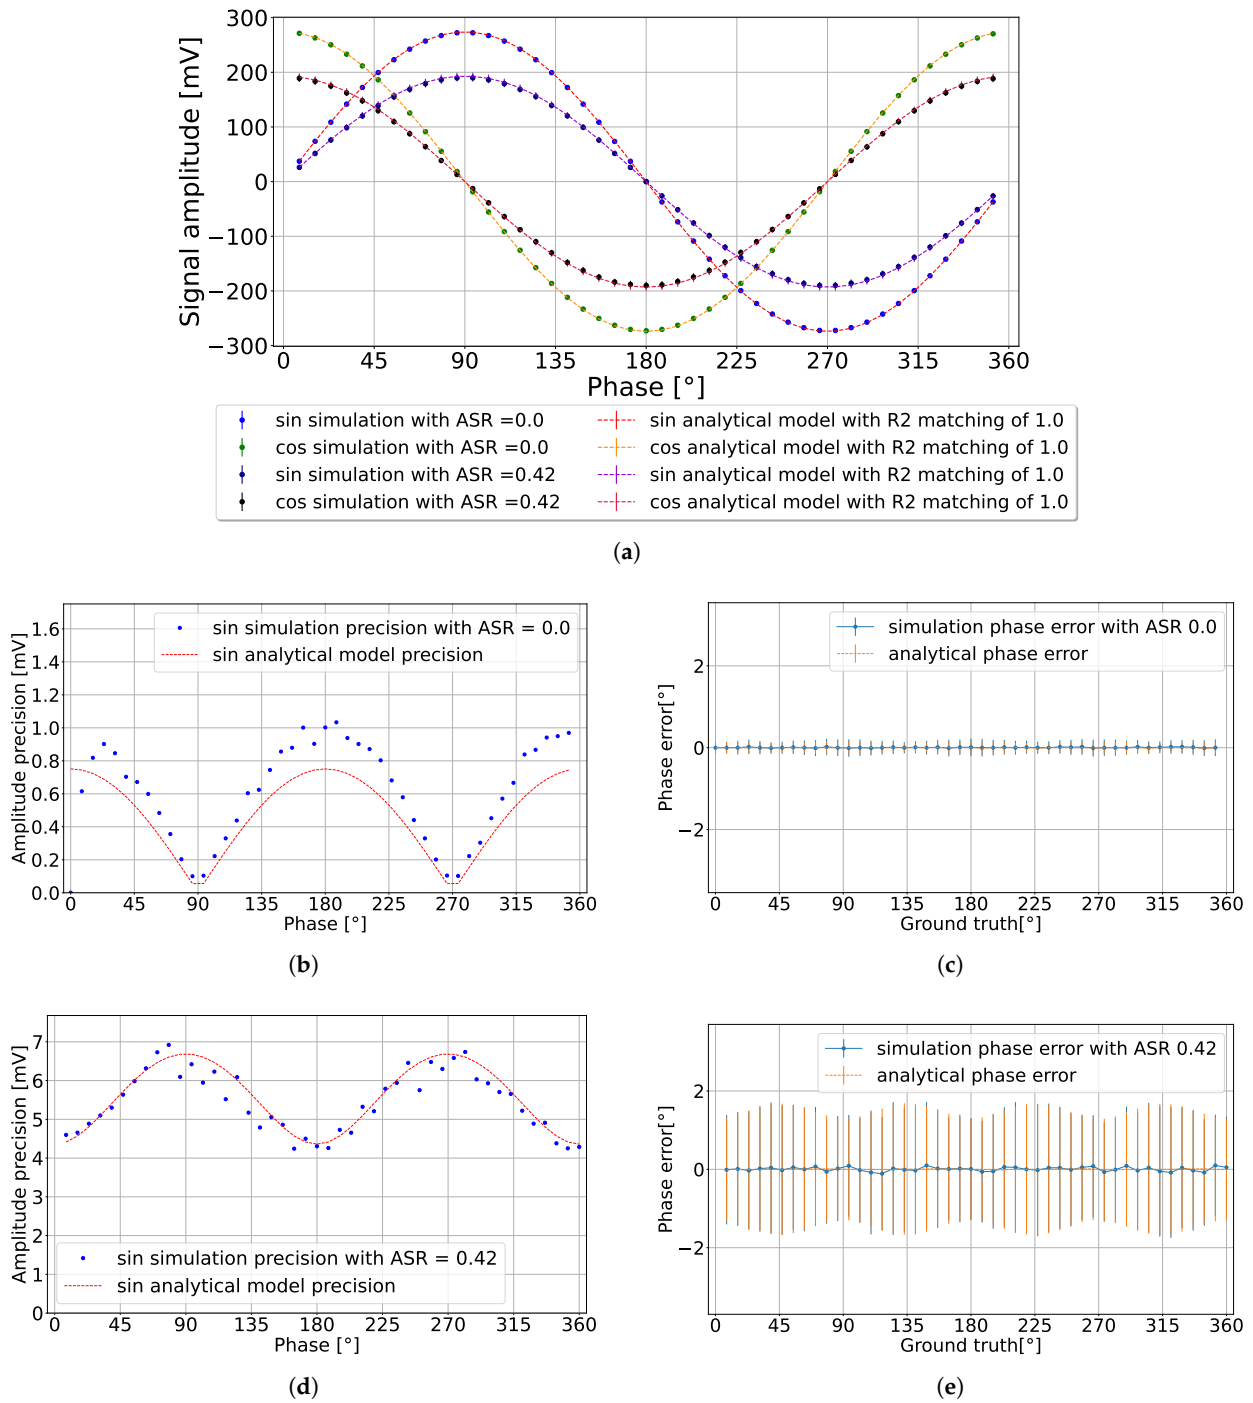 300
200
100
0
−100
−200
−300
Signal amplitude [mV]
0 45 90 135 180 225 270 315 360
Phase [°]
sin simulation with ASR =0.0
cos simulation with ASR =0.0
sin simulation with ASR =0.42
cos simulation with ASR =0.42
sin analytical model with R2 matching of 1.0
cos analytical model with R2 matching of 1.0
sin analytical model with R2 matching of 1.0
cos analytical model with R2 matching of 1.0
(a)
1.6
1.4
1.2
1.0
0.8
0.6
0.4
0.2
0.0
Amplitude precision [mV]
sin simulation precision with ASR = 0.0
sin analytical model precision
0 45 90 135 180 225 270 315 360
Phase [°]
(b)
2
0
−2
Phase error[°]
simulation phase error with ASR 0.0
analytical phase error
0 45 90 135 180 225 270 315 360
Ground truth[°]
(c)
7
6
5
4
3
2
1
0
Amplitude precision [mV]
sin simulation precision with ASR = 0.42
sin analytical model precision
0 45 90 135 180 225 270 315 360
Phase [°]
(d)
2
0
−2
Phase error[°]
simulation phase error with ASR 0.42
analytical phase error
0 45 90 135 180 225 270 315 360
Ground truth[°]
(e)